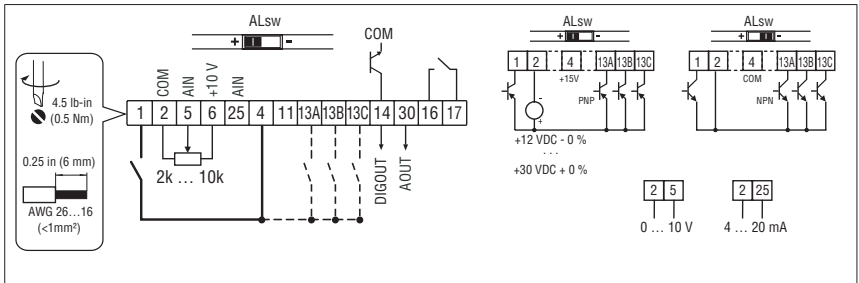 4.5 lb-in
(0.5 Nm)
0.25 in (6 mm)
AWG 26...16
(<1mm²)
ALsw
+ -
COM
COM
AIN
+10 V
AIN
1 2 5 6 25 4 11 13A 13B 13C 14 30 16 17
2k ... 10k
DIGOUT
AOUT
ALsw
+ -
1 2 4 13A 13B 13C
+15V
PNP
-
+
+12 VDC - 0 %
...
+30 VDC + 0 %
ALsw
+ -
1 2 4 13A 13B 13C
COM
NPN
2 5
0 ... 10 V
2 25
4 ... 20 mA